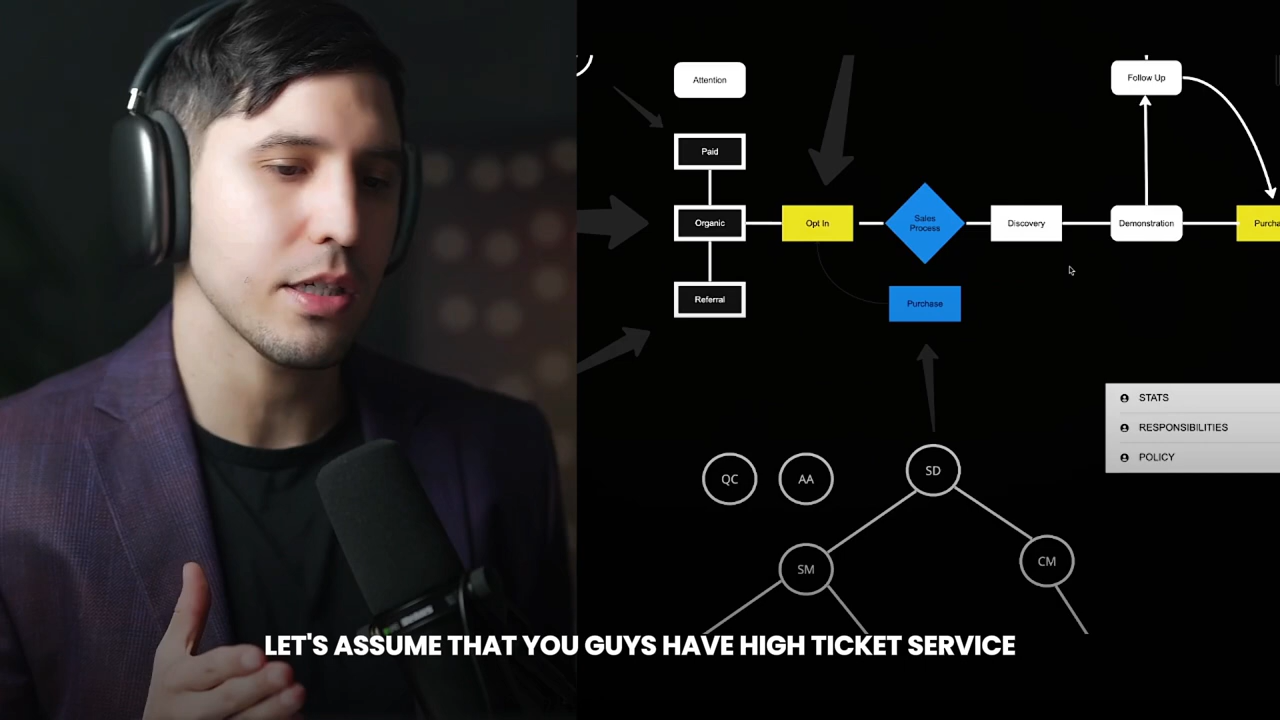 Attention
Follow Up
Paid
Organic
Opt In
Sales
Process
Discovery
Demonstration
Purcha
Referral
Purchase
STATS
RESPONSIBILITIES
POLICY
QC
AA
SD
SM
CM
LET'S ASSUME THAT YOU GUYS HAVE HIGH TICKET SERVICE